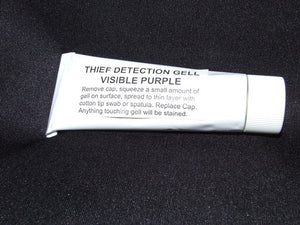 THIEF DETECTION GELL
VISIBLE PURPLE
Remove cap, squeeze a small amount of
gell on surface, spread to thin layer with
cotton tip swab or spatula. Replace Cap.
Anything touching gell will be stained.